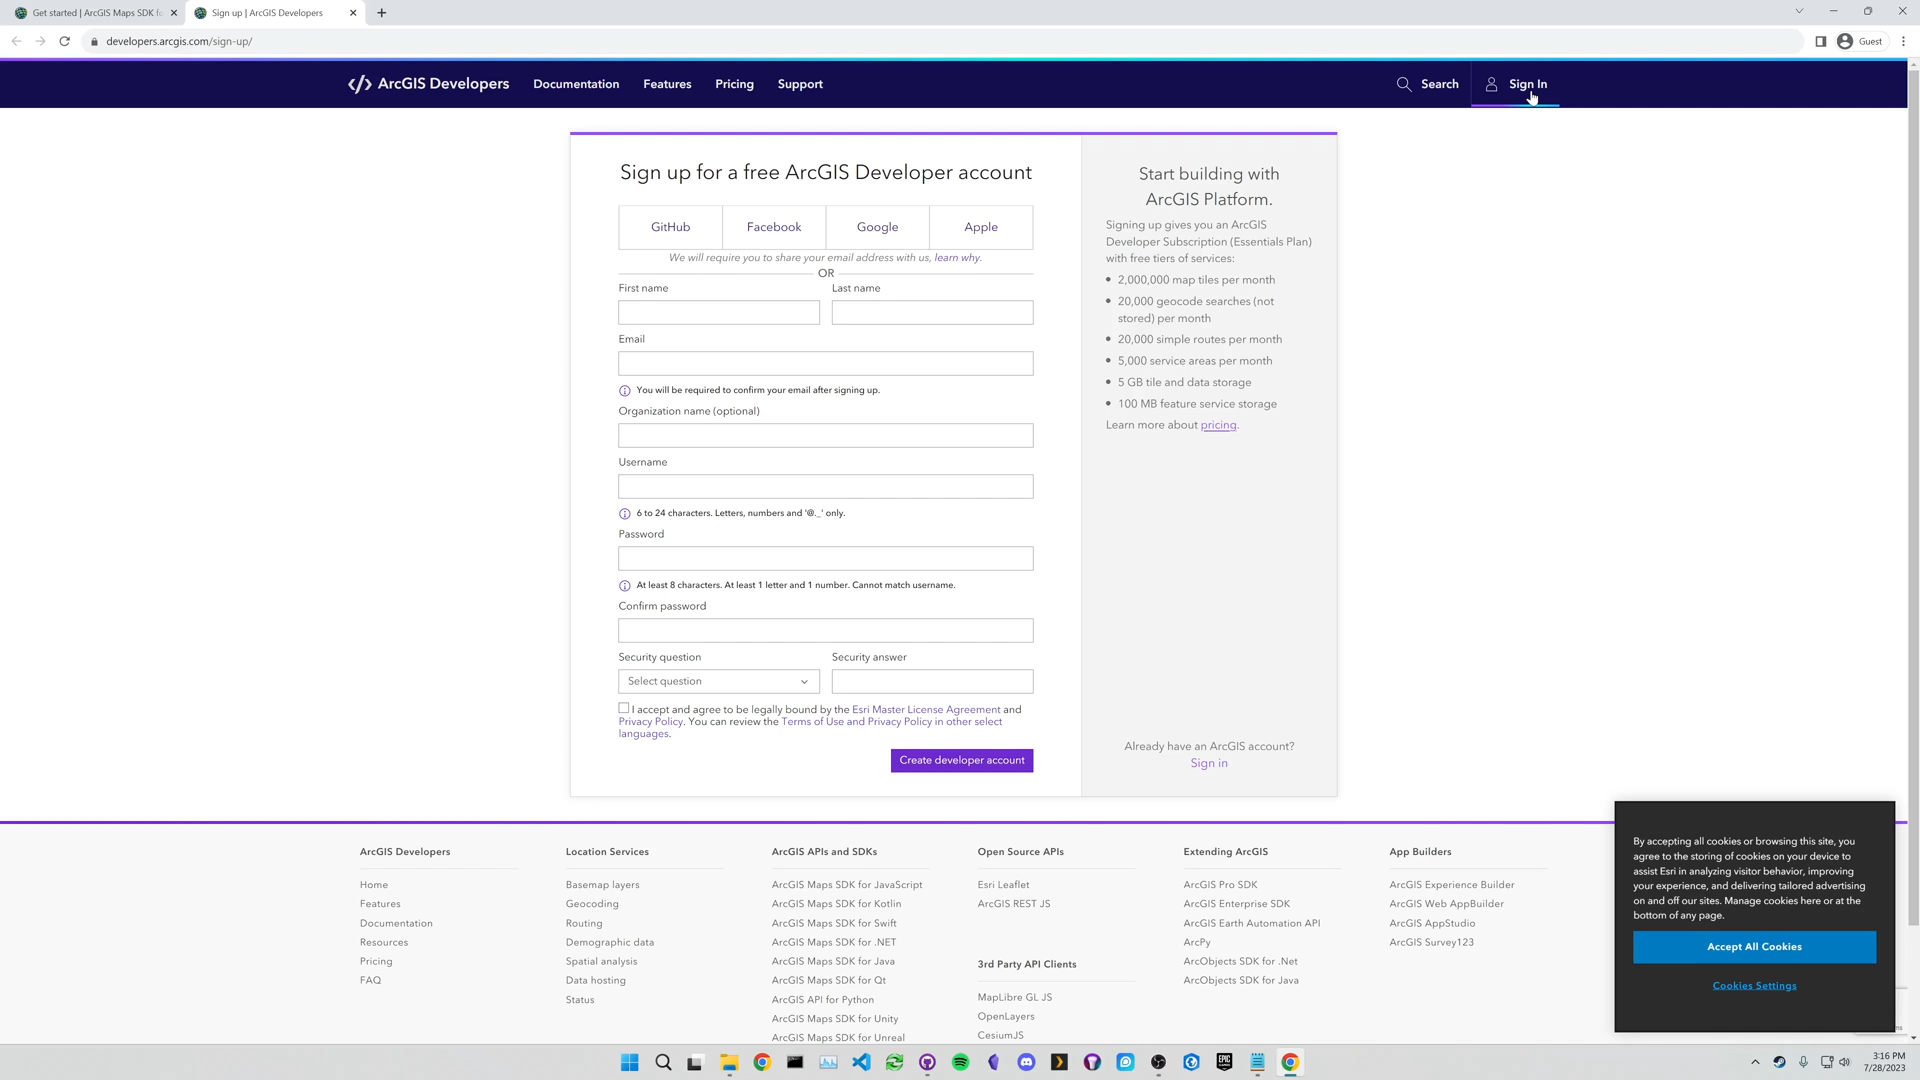 Get started | ArcGIS Maps SDK fo
Sign up | ArcGIS Developers
developers.arcgis.com/sign-up/
Guest
ArcGIS Developers
Documentation
Features
Pricing
Support
Search
Sign In
Sign up for a free ArcGIS Developer account
GitHub
Facebook
Google
Apple
We will require you to share your email address with us, learn why.
OR
First name
Last name
Email
You will be required to confirm your email after signing up.
Organization name (optional)
Username
6 to 24 characters. Letters, numbers and '@._' only.
Password
At least 8 characters. At least 1 letter and 1 number. Cannot match username.
Confirm password
Security question
Security answer
Select question
I accept and agree to be legally bound by the Esri Master License Agreement and
Privacy Policy. You can review the Terms of Use and Privacy Policy in other select
languages.
Create developer account
Start building with
ArcGIS Platform.
Signing up gives you an ArcGIS
Developer Subscription (Essentials Plan)
with free tiers of services:
2,000,000 map tiles per month
20,000 geocode searches (not
stored) per month
20,000 simple routes per month
5,000 service areas per month
5 GB tile and data storage
100 MB feature service storage
Learn more about pricing.
Already have an ArcGIS account?
Sign in
ArcGIS Developers
Home
Features
Documentation
Resources
Pricing
FAQ
Location Services
Basemap layers
Geocoding
Routing
Demographic data
Spatial analysis
Data hosting
Status
ArcGIS APIs and SDKs
ArcGIS Maps SDK for JavaScript
ArcGIS Maps SDK for Kotlin
ArcGIS Maps SDK for Swift
ArcGIS Maps SDK for .NET
ArcGIS Maps SDK for Java
ArcGIS Maps SDK for Qt
ArcGIS API for Python
ArcGIS Maps SDK for Unity
ArcGIS Maps SDK for Unreal
Open Source APIs
Esri Leaflet
ArcGIS REST JS
3rd Party API Clients
MapLibre GL JS
OpenLayers
CesiumJS
Extending ArcGIS
ArcGIS Pro SDK
ArcGIS Enterprise SDK
ArcGIS Earth Automation API
ArcPy
ArcObjects SDK for .Net
ArcObjects SDK for Java
App Builders
ArcGIS Experience Builder
ArcGIS Web AppBuilder
ArcGIS AppStudio
ArcGIS Survey123
By accepting all cookies or browsing this site, you
agree to the storing of cookies on your device to
assist Esri in analyzing visitor behavior, improving
your experience, and delivering tailored advertising
on and off our sites. Manage cookies here or at the
bottom of any page.
Accept All Cookies
Cookies Settings
EPIC
3:16 PM
7/28/2023